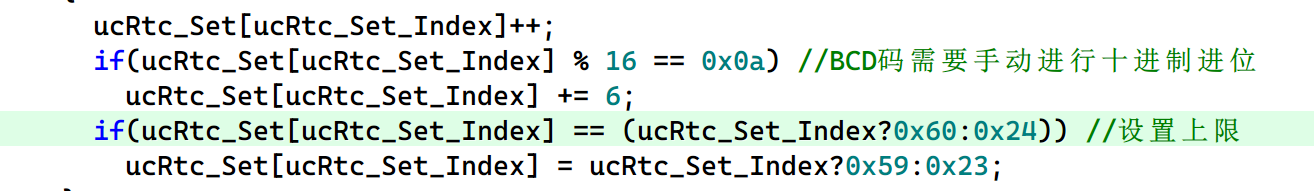 ucRtc_Set[ucRtc_Set_Index]++;
if(ucRtc_Set[ucRtc_Set_Index] % 16 == 0x0a) //BCD码需要手动进行十进制进位
ucRtc_Set[ucRtc_Set_Index] += 6;
if(ucRtc_Set[ucRtc_Set_Index] == (ucRtc_Set_Index?0x60:0x24)) //设置上限
ucRtc_Set[ucRtc_Set_Index] = ucRtc_Set_Index?0x59:0x23;